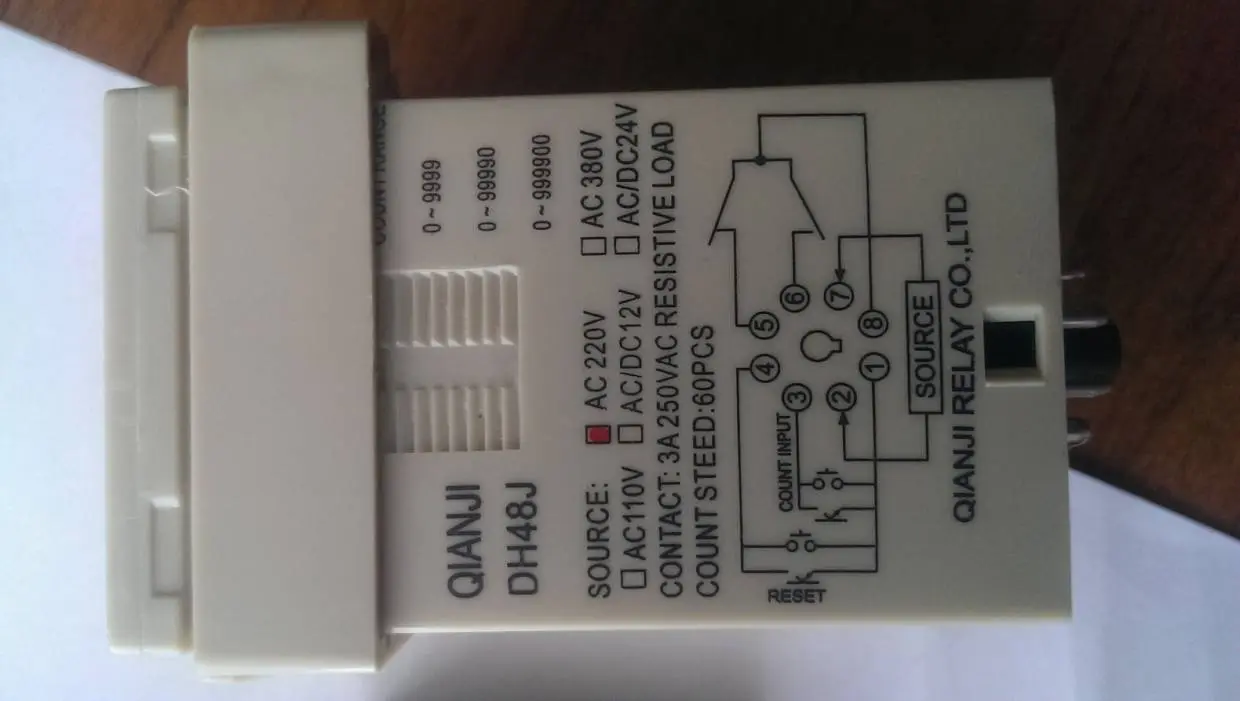 COUNT RANGE
0~9999
0~99990
0~999900
QIANJI
DH48J
SOURCE: AC 220V AC 380V
AC110V AC/DC12V AC/DC24V
CONTACT: 3A 250VAC RESISTIVE LOAD
COUNT STEED:60PCS
4 5
COUNT INPUT 3 6
2 7
1 8
RESET
SOURCE
QIANJI RELAY CO.,LTD